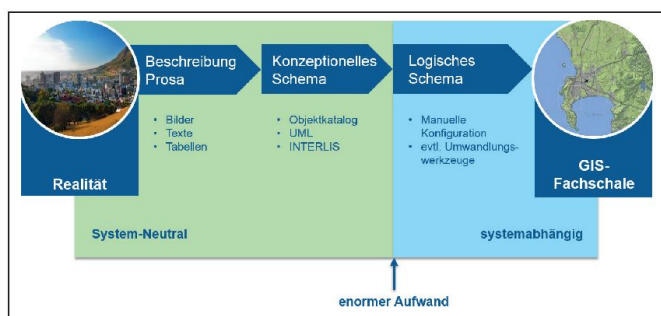 Beschreibung
Prosa
Konzeptionelles
Schema
Logisches
Schema
• Bilder
• Texte
• Tabellen
• Objektkatalog
• UML
• INTERLIS
• Manuelle
Konfiguration
• evtl. Umwandlungs-
werkzeuge
Realität
GIS-
Fachschale
System-Neutral
systemabhängig
enormer Aufwand